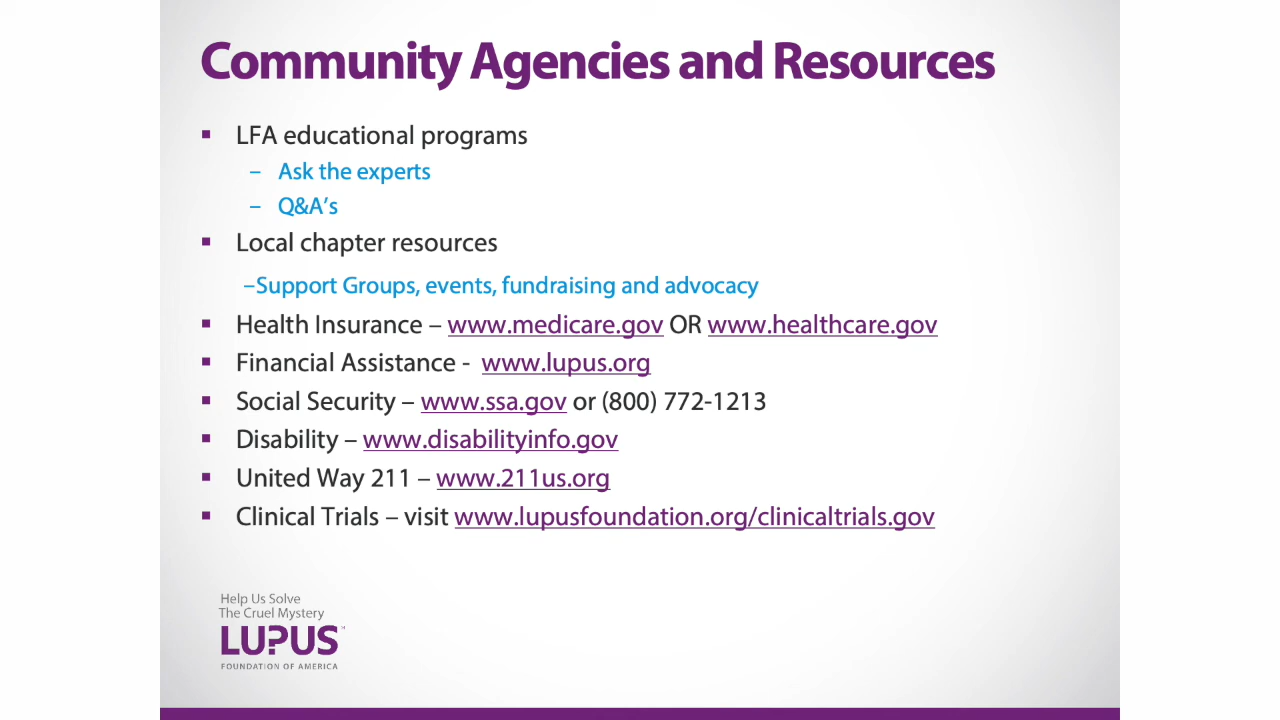 Community Agencies and Resources
▪ LFA educational programs
– Ask the experts
– Q&A’s
▪ Local chapter resources
–Support Groups, events, fundraising and advocacy
▪ Health Insurance – www.medicare.gov OR www.healthcare.gov
▪ Financial Assistance - www.lupus.org
▪ Social Security – www.ssa.gov or (800) 772-1213
▪ Disability – www.disabilityinfo.gov
▪ United Way 211 – www.211us.org
▪ Clinical Trials – visit www.lupusfoundation.org/clinicaltrials.gov
Help Us Solve
The Cruel Mystery
LUPUS™
FOUNDATION OF AMERICA